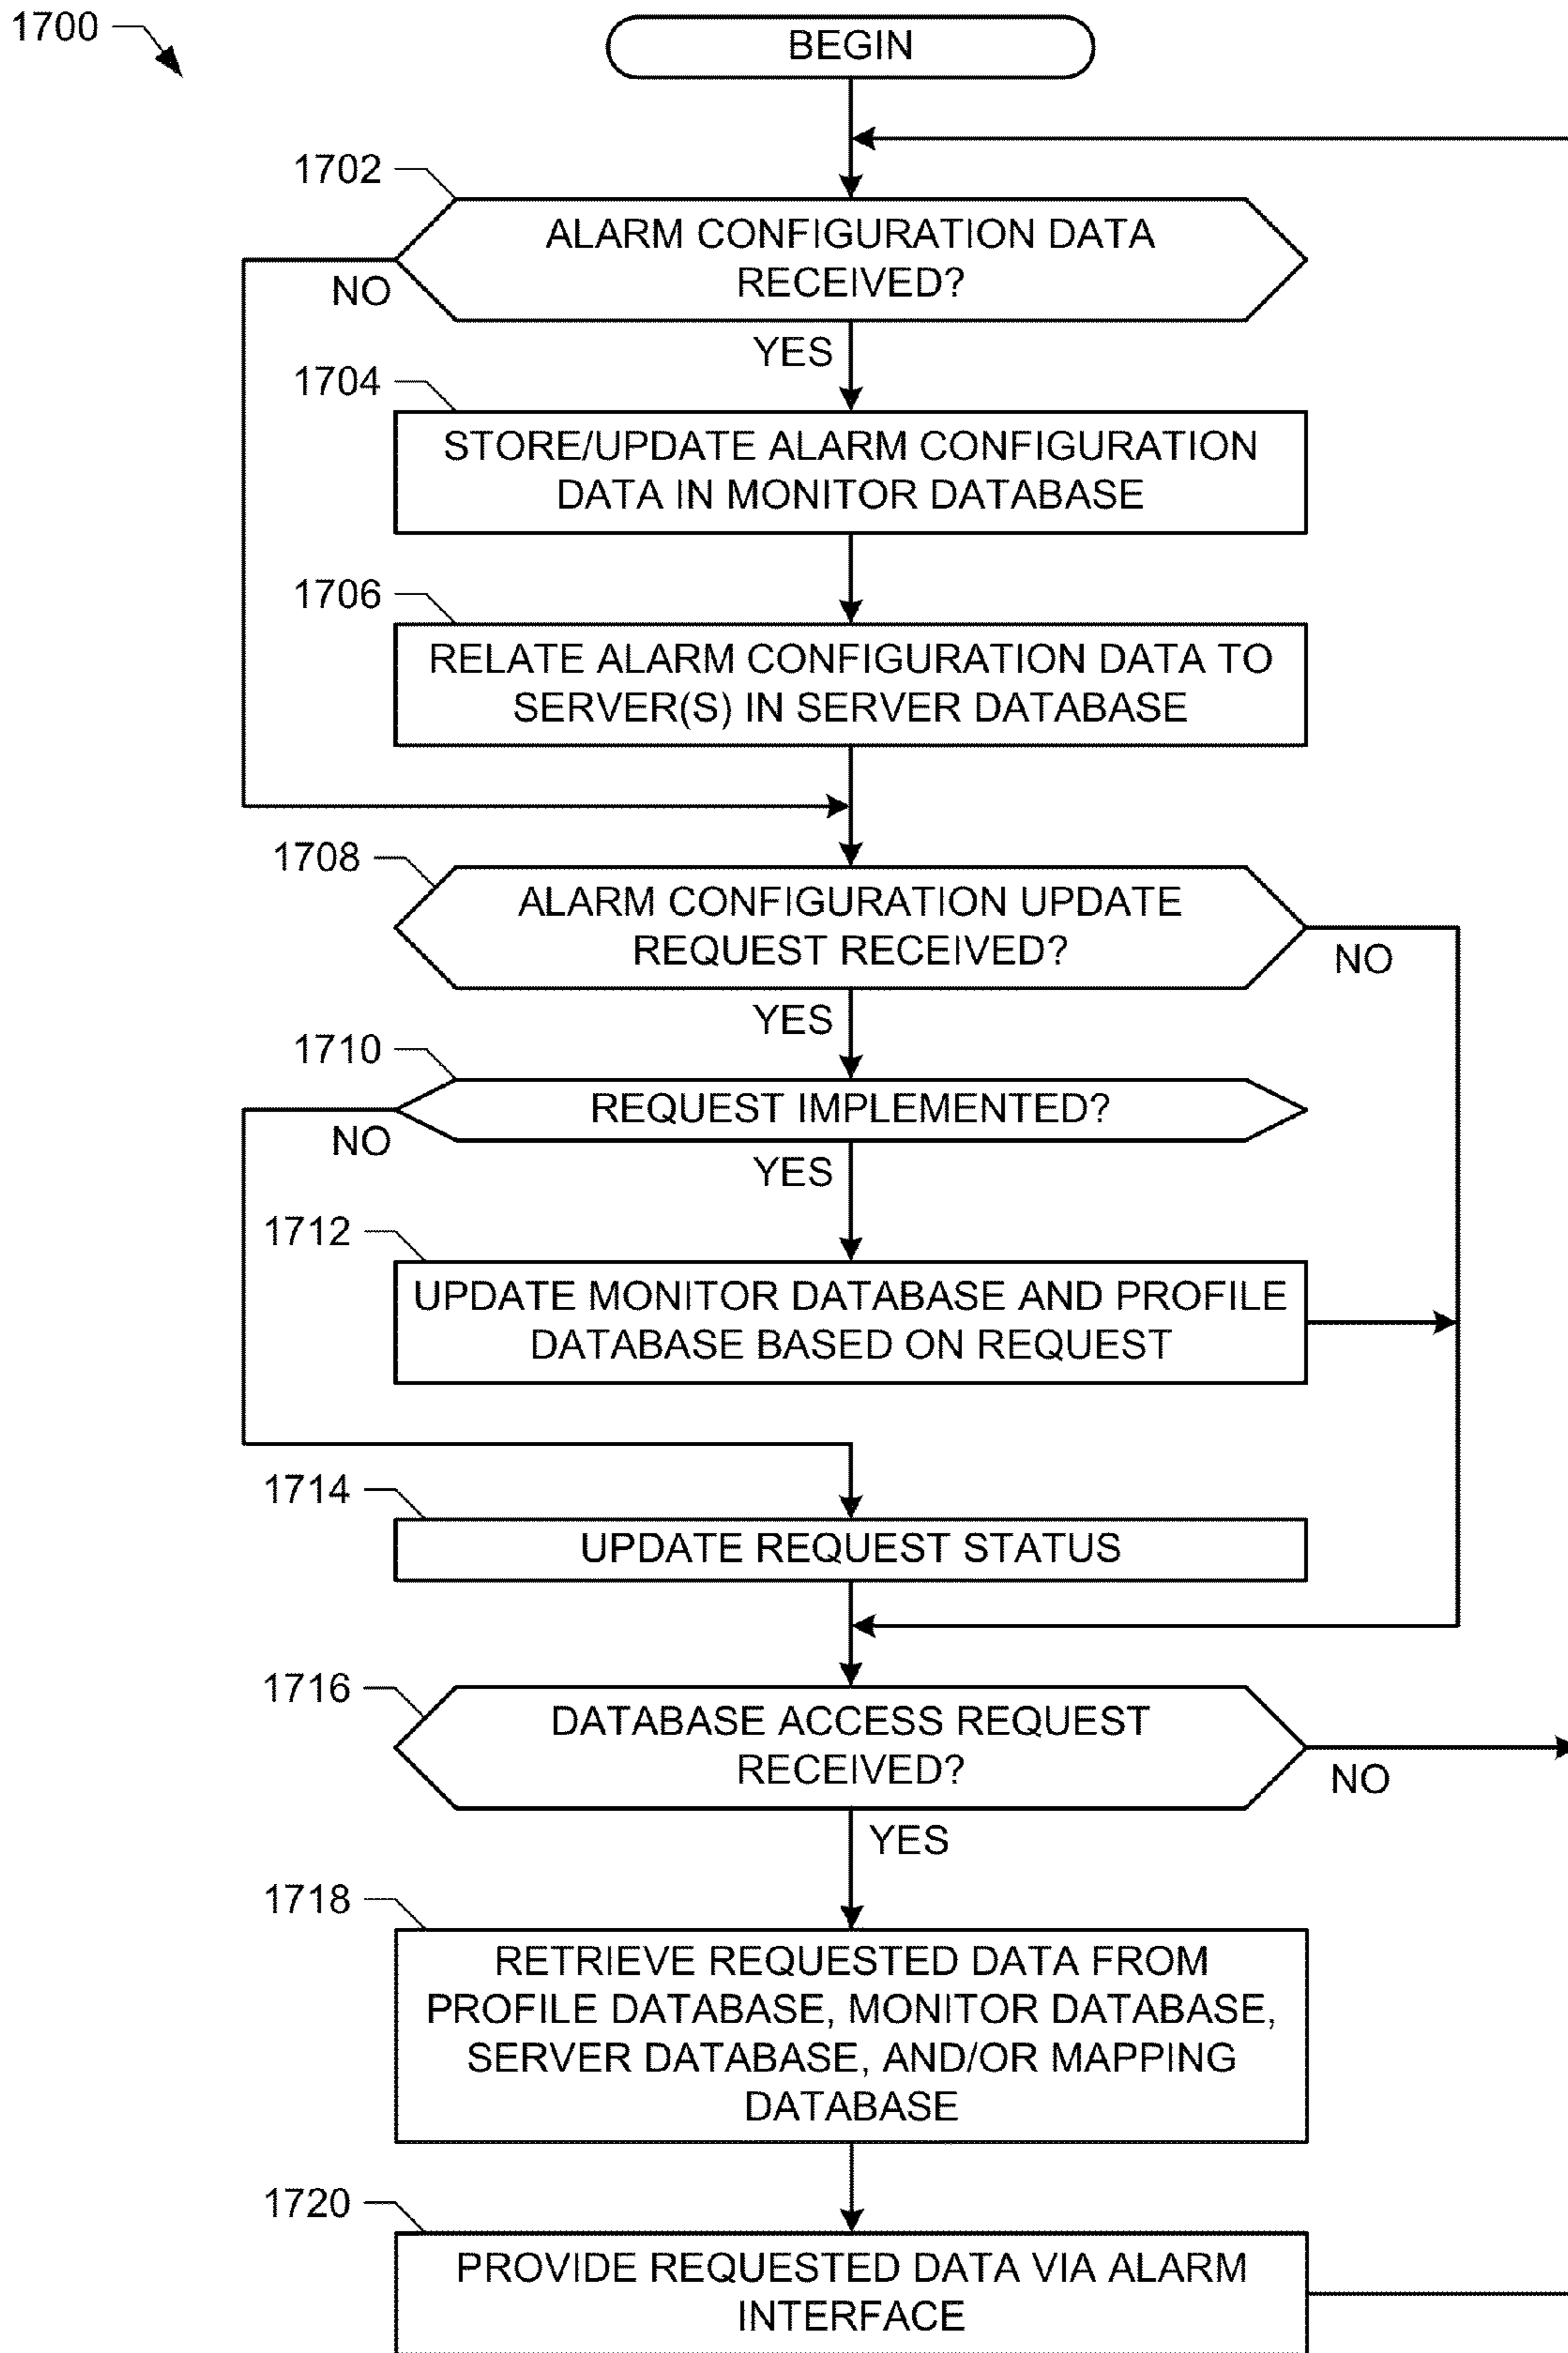 1700
BEGIN
1702
ALARM CONFIGURATION DATA
RECEIVED?
NO
YES
1704
STORE/UPDATE ALARM CONFIGURATION
DATA IN MONITOR DATABASE
1706
RELATE ALARM CONFIGURATION DATA TO
SERVER(S) IN SERVER DATABASE
1708
ALARM CONFIGURATION UPDATE
REQUEST RECEIVED?
NO
YES
1710
REQUEST IMPLEMENTED?
NO
YES
1712
UPDATE MONITOR DATABASE AND PROFILE
DATABASE BASED ON REQUEST
1714
UPDATE REQUEST STATUS
1716
DATABASE ACCESS REQUEST
RECEIVED?
NO
YES
1718
RETRIEVE REQUESTED DATA FROM
PROFILE DATABASE, MONITOR DATABASE,
SERVER DATABASE, AND/OR MAPPING
DATABASE
1720
PROVIDE REQUESTED DATA VIA ALARM
INTERFACE